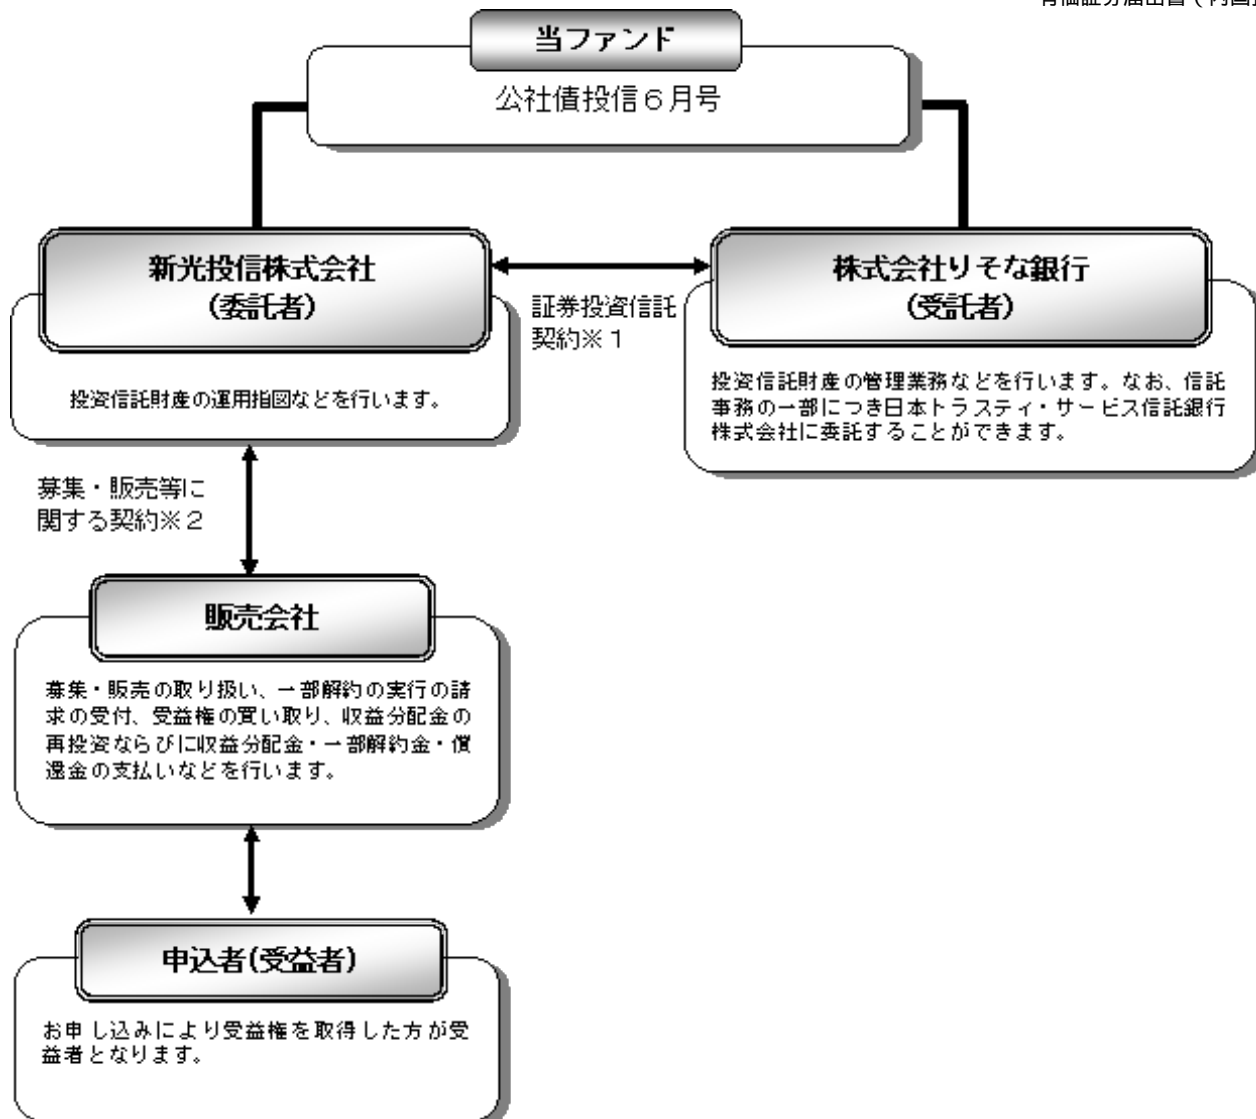 当ファンド
公社債投信６月号
新光投信株式会社
(委託者)
投資信託財産の運用指図などを行います。
証券投資信託
契約※１
株式会社りそな銀行
(受託者)
投資信託財産の管理業務などを行います。なお、信託
事務の一部につき日本トラスティ・サービス信託銀行
株式会社に委託することができます。
募集・販売等に
関する契約※２
販売会社
募集・販売の取り扱い、一部解約の実行の請
求の受付、受益権の買い取り、収益分配金の
再投資ならびに収益分配金・一部解約金・償
還金の支払いなどを行います。
申込者(受益者)
お申し込みにより受益権を取得した方が受
益者となります。